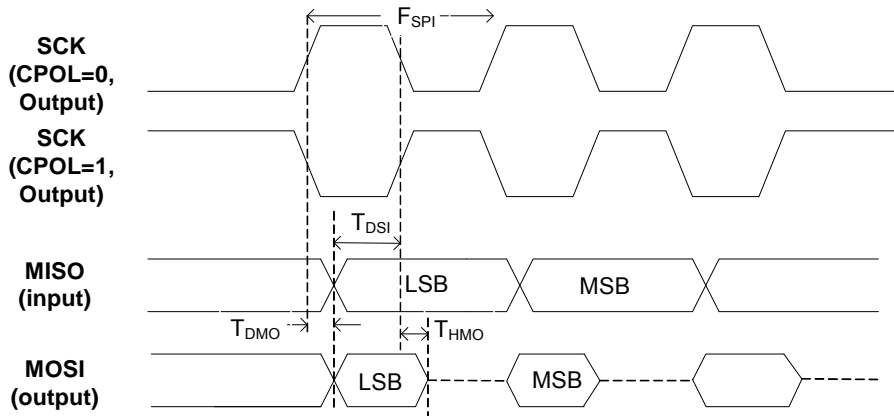 F_SPI
SCK
(CPOL=0,
Output)
SCK
(CPOL=1,
Output)
T_DSI
MISO
(input)
LSB
MSB
T_DMO
T_HMO
MOSI
(output)
LSB
MSB